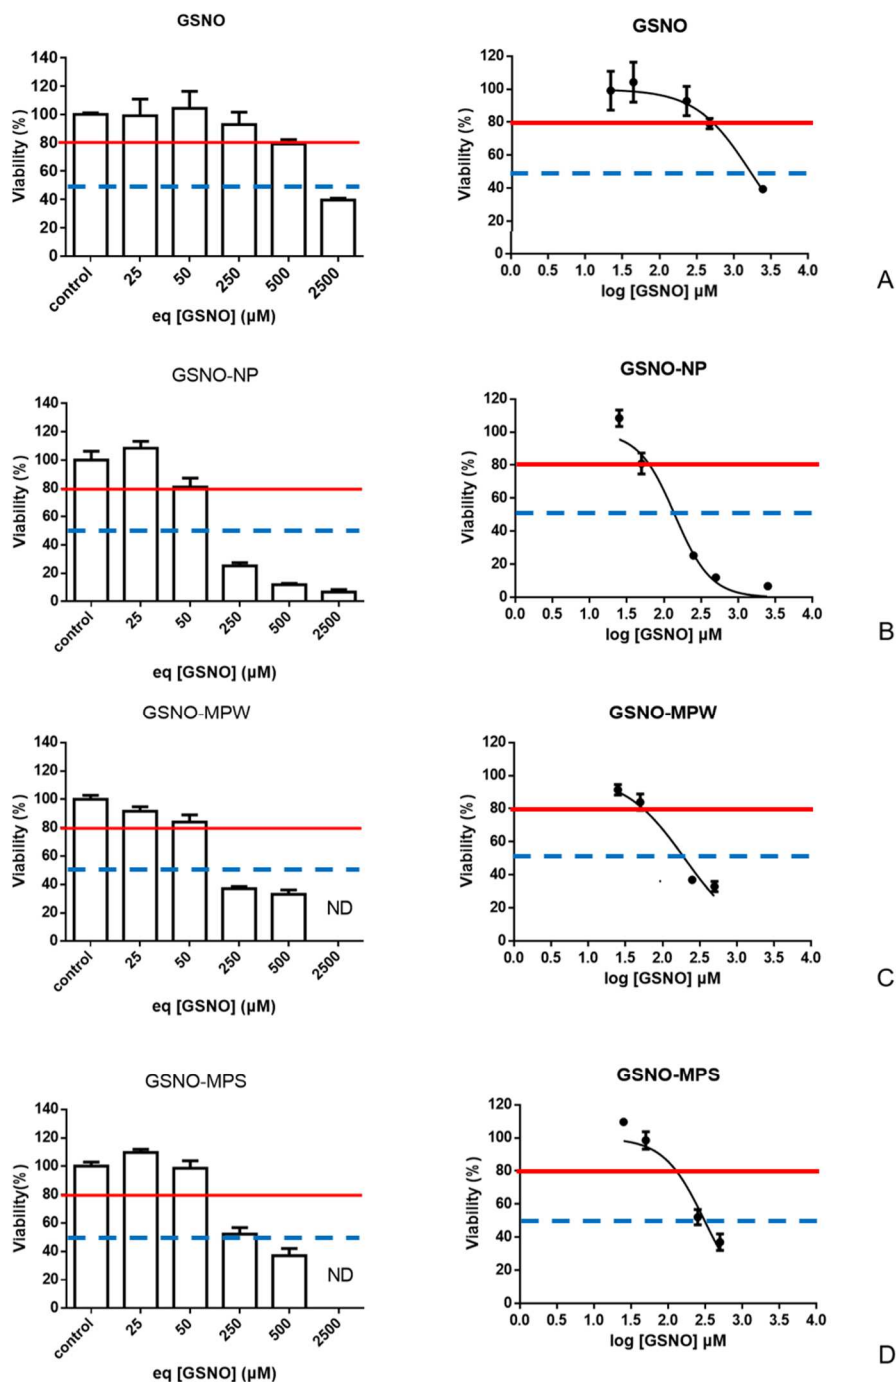 GSNO
Viability (%)
140
120
100
80
60
40
20
0
control
25
50
250
500
2500
eq [GSNO] (µM)
GSNO
Viability (%)
120
100
80
60
40
20
0
0.0 0.5 1.0 1.5 2.0 2.5 3.0 3.5 4.0
log [GSNO] µM
A
GSNO-NP
Viability (%)
140
120
100
80
60
40
20
0
control
25
50
250
500
2500
eq [GSNO] (µM)
GSNO-NP
Viability (%)
120
100
80
60
40
20
0
0.0 0.5 1.0 1.5 2.0 2.5 3.0 3.5 4.0
log [GSNO] µM
B
GSNO-MPW
Viability (%)
140
120
100
80
60
40
20
0
ND
control
25
50
250
500
2500
eq [GSNO] (µM)
GSNO-MPW
Viability (%)
120
100
80
60
40
20
0
0.0 0.5 1.0 1.5 2.0 2.5 3.0 3.5 4.0
log [GSNO] µM
C
GSNO-MPS
Viability(%)
140
120
100
80
60
40
20
0
ND
control
25
50
250
500
2500
eq [GSNO] (µM)
GSNO-MPS
Viability (%)
120
100
80
60
40
20
0
0.0 0.5 1.0 1.5 2.0 2.5 3.0 3.5 4.0
log [GSNO] µM
D